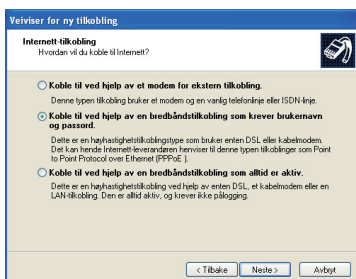 Veiviser for ny tilkobling
Internett-tilkobling
Hvordan vil du koble til Internett?
Koble til ved hjelp av et modem for ekstern tilkobling.
Denne typen tilkobling bruker et modem og en vanlig telefonlinje eller ISDN-linje.
Koble til ved hjelp av en bredbåndstilkobling som krever brukernavn
og passord.
Dette er en høyhastighetstilkoblingstype som bruker enten DSL eller kabelmodem.
Det kan hende Internett-leverandøren henviser til denne typen tilkoblinger som Point
to Point Protocol over Ethernet (PPPoE ).
Koble til ved hjelp av en bredbåndstilkobling som alltid er aktiv.
Dette er en høyhastighetstilkobling ved hjelp av enten DSL, et kabelmodem eller en
LAN-tilkobling. Den er alltid aktiv, og krever ikke pålogging.
< Tilbake Neste > Avbryt